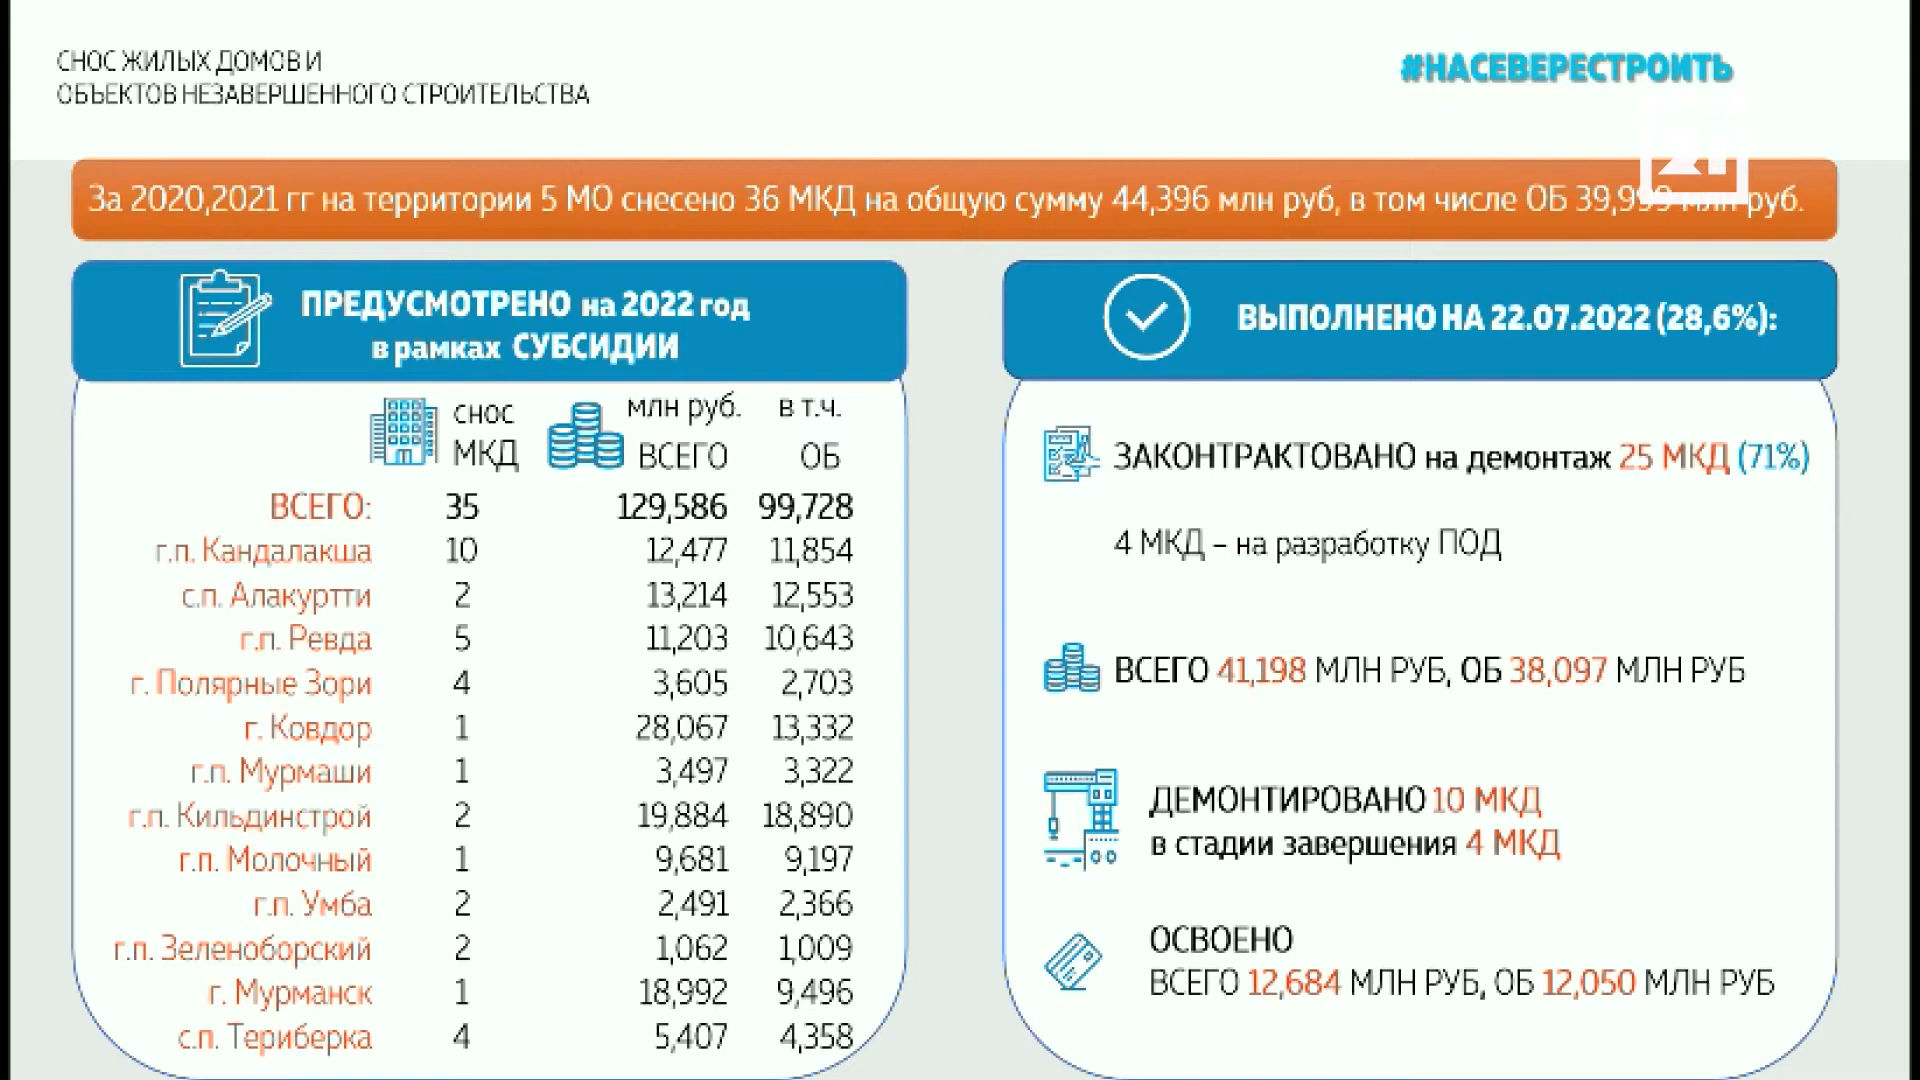 СНОС ЖИЛЫХ ДОМОВ И
ОБЪЕКТОВ НЕЗАВЕРШЕННОГО СТРОИТЕЛЬСТВА
#НАСЕВЕРЕСТРОИТЬ
За 2020,2021 гг на территории 5 МО снесено 36 МКД на общую сумму 44,396 млн руб, в том числе ОБ 39,999 млн руб.
ПРЕДУСМОТРЕНО на 2022 год
в рамках СУБСИДИИ
снос МКД млн руб. ВСЕГО в т.ч. ОБ
ВСЕГО: 35 129,586 99,728
г.п. Кандалакша 10 12,477 11,854
с.п. Алакуртти 2 13,214 12,553
г.п. Ревда 5 11,203 10,643
г. Полярные Зори 4 3,605 2,703
г. Ковдор 1 28,067 13,332
г.п. Мурмаши 1 3,497 3,322
г.п. Кильдинстрой 2 19,884 18,890
г.п. Молочный 1 9,681 9,197
г.п. Умба 2 2,491 2,366
г.п. Зеленоборский 2 1,062 1,009
г. Мурманск 1 18,992 9,496
с.п. Териберка 4 5,407 4,358
ВЫПОЛНЕНО НА 22.07.2022 (28,6%):
ЗАКОНТРАКТОВАНО на демонтаж 25 МКД (71%)
4 МКД – на разработку ПОД
ВСЕГО 41,198 МЛН РУБ, ОБ 38,097 МЛН РУБ
ДЕМОНТИРОВАНО 10 МКД
в стадии завершения 4 МКД
ОСВОЕНО
ВСЕГО 12,684 МЛН РУБ, ОБ 12,050 МЛН РУБ